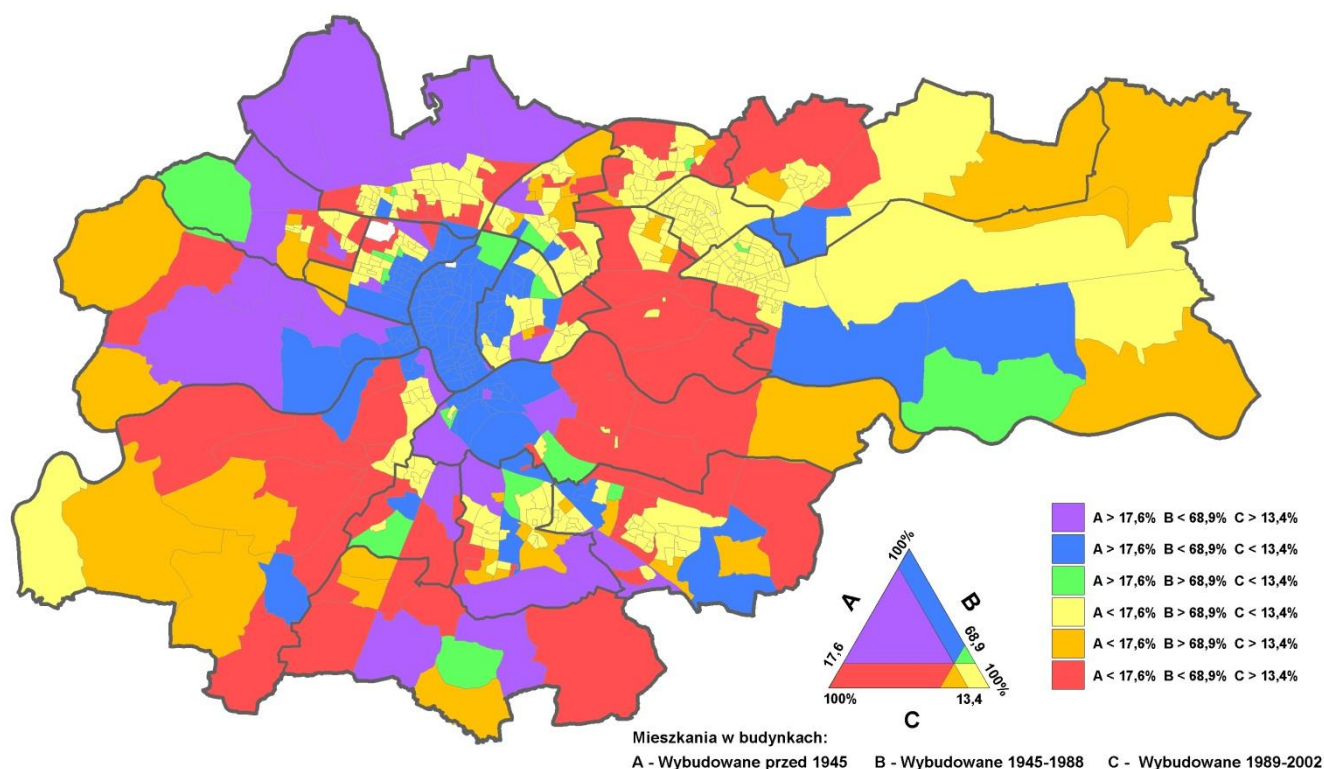 A > 17,6% B < 68,9% C > 13,4%
A > 17,6% B < 68,9% C < 13,4%
A > 17,6% B > 68,9% C < 13,4%
A < 17,6% B > 68,9% C < 13,4%
A < 17,6% B > 68,9% C > 13,4%
A < 17,6% B < 68,9% C > 13,4%
100%
A
B
17,6
68,9
100%
100%
13,4
C
Mieszkania w budynkach:
A - Wybudowane przed 1945 B - Wybudowane 1945-1988 C - Wybudowane 1989-2002